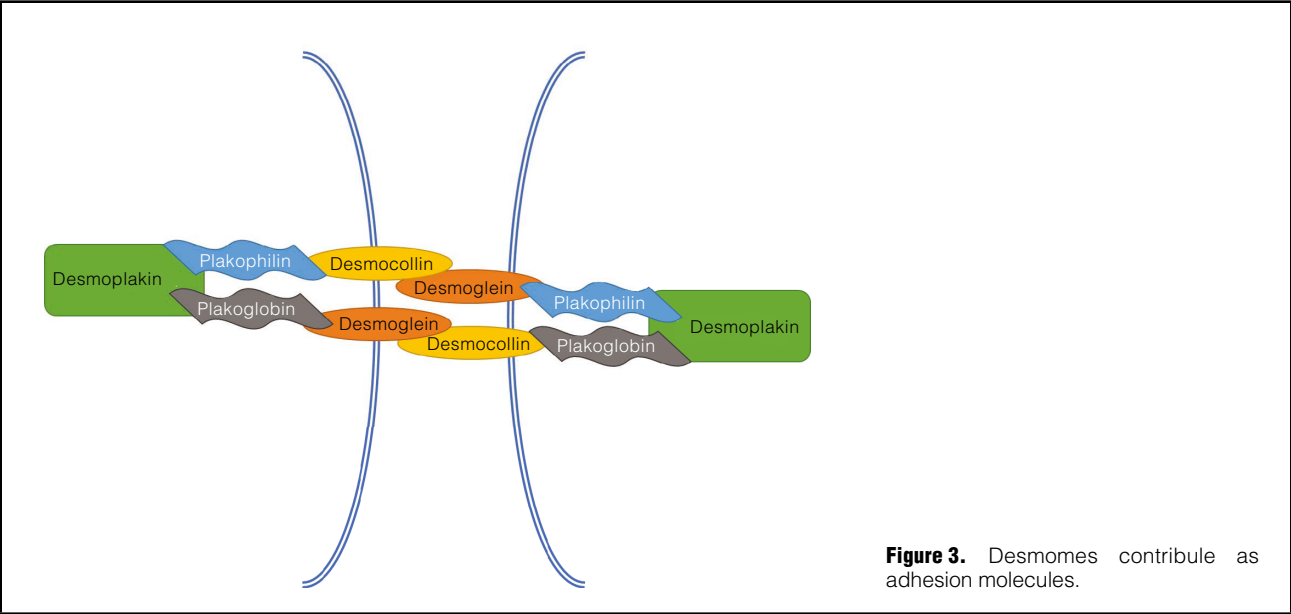 Plakophilin
Desmocollin
Desmoplakin
Desmoglein
Plakophilin
Plakoglobin
Desmoglein
Desmoplakin
Desmocollin
Plakoglobin
Figure 3. Desmomes contribule as
adhesion molecules.